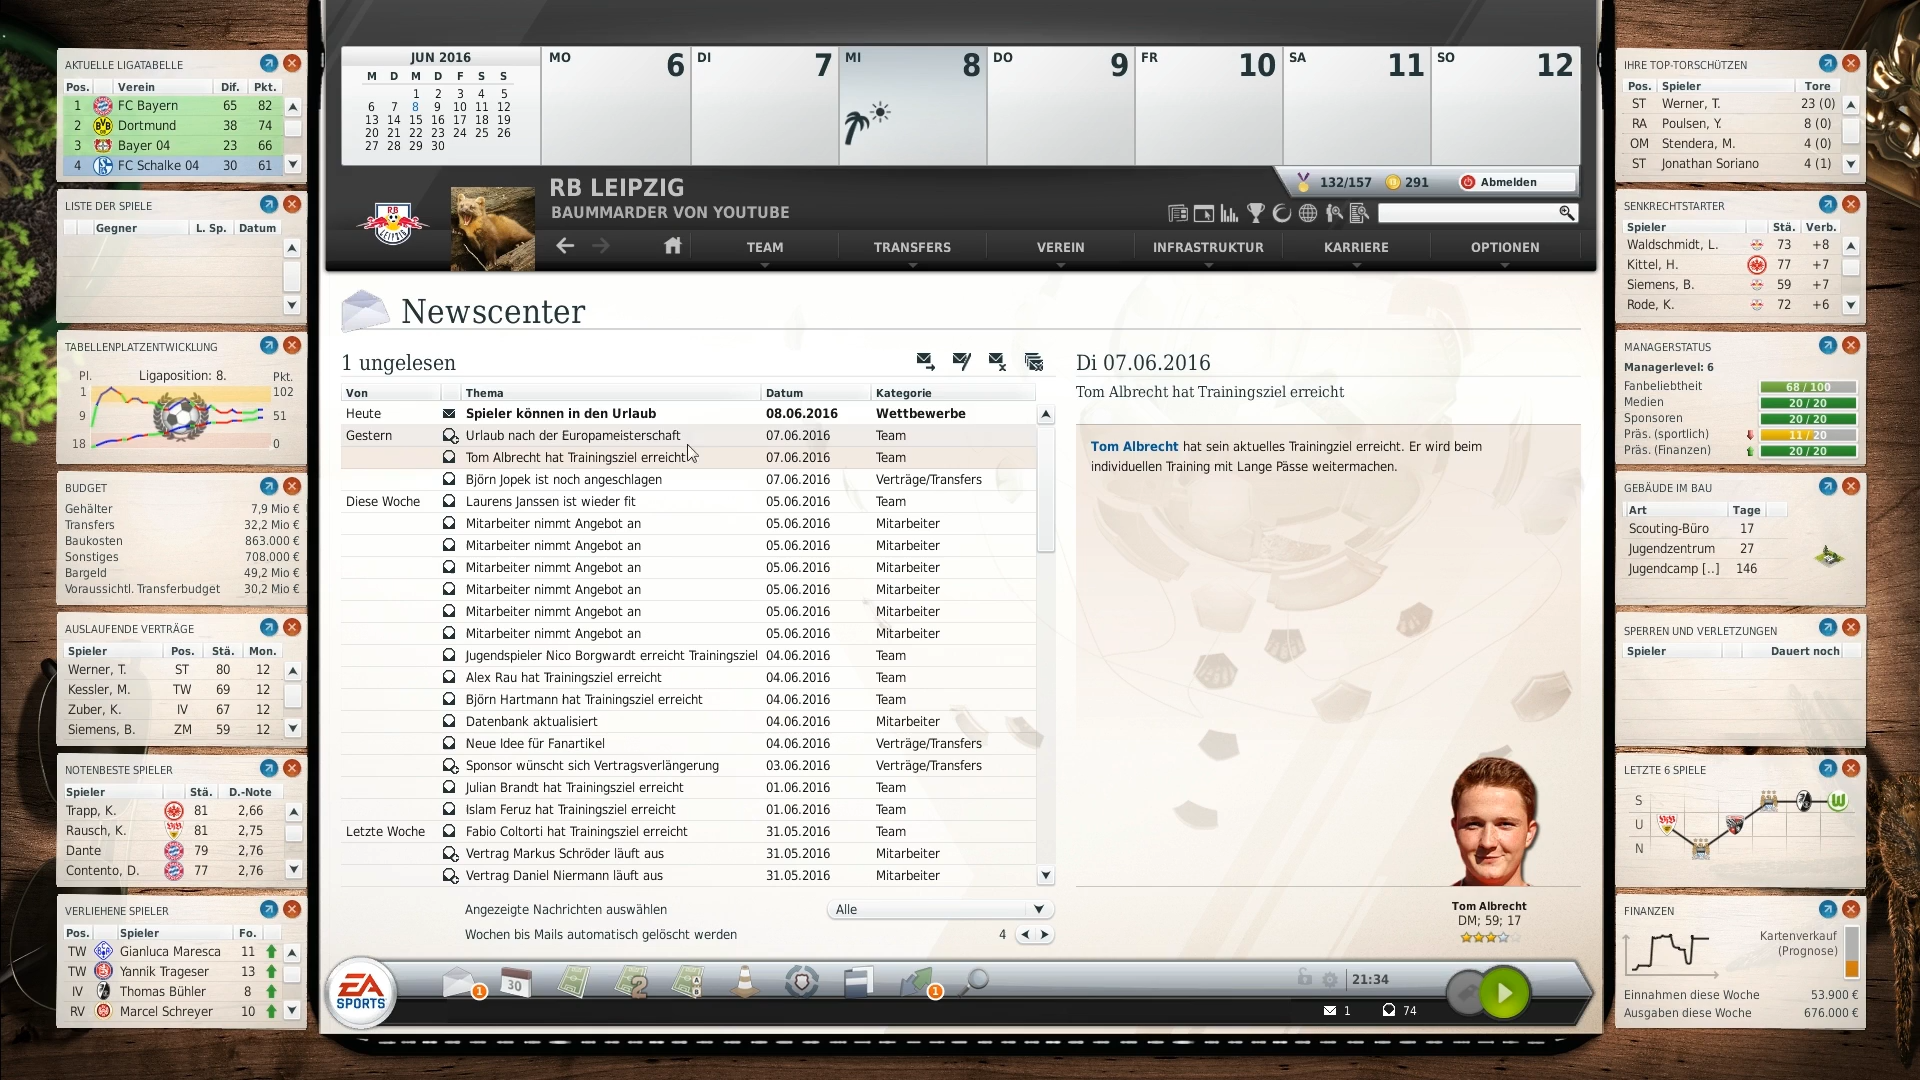 AKTUELLE LIGATABELLE
Pos. Verein Dif. Pkt.
1 FC Bayern 65 82
2 Dortmund 38 74
3 Bayer 04 23 66
4 FC Schalke 04 30 61
LISTE DER SPIELE
Gegner L. Sp. Datum
TABELLENPLATZENTWICKLUNG
Pl. Ligaposition: 8. Pkt.
1 102
9 51
18 0
BUDGET
Gehälter 7,9 Mio €
Transfers 32,2 Mio €
Baukosten 863.000 €
Sonstiges 708.000 €
Bargeld 49,2 Mio €
Voraussichtl. Transferbudget 30,2 Mio €
AUSLAUFENDE VERTRÄGE
Spieler Pos. Stä. Mon.
Werner, T. ST 80 12
Kessler, M. TW 69 12
Zuber, K. IV 67 12
Siemens, B. ZM 59 12
NOTENBESTE SPIELER
Spieler Stä. D.-Note
Trapp, K. 81 2,66
Rausch, K. 81 2,75
Dante 79 2,76
Contento, D. 77 2,76
VERLIEHENE SPIELER
Pos. Spieler Fo.
TW Gianluca Maresca 11
TW Yannik Trageser 13
IV Thomas Bühler 8
RV Marcel Schreyer 10
JUN 2016
M D M D F S S
1 2 3 4 5
6 7 8 9 10 11 12
13 14 15 16 17 18 19
20 21 22 23 24 25 26
27 28 29 30
MO 6 DI 7 MI 8 DO 9 FR 10 SA 11 SO 12
RB LEIPZIG
BAUMMARDER VON YOUTUBE
132/157 291 Abmelden
RB
LEIPZIG
TEAM TRANSFERS VEREIN INFRASTRUKTUR KARRIERE OPTIONEN
Newscenter
1 ungelesen
Von Thema Datum Kategorie
Heute Spieler können in den Urlaub 08.06.2016 Wettbewerbe
Gestern Urlaub nach der Europameisterschaft 07.06.2016 Team
Tom Albrecht hat Trainingsziel erreicht 07.06.2016 Team
Björn Jopek ist noch angeschlagen 07.06.2016 Verträge/Transfers
Diese Woche Laurens Janssen ist wieder fit 05.06.2016 Team
Mitarbeiter nimmt Angebot an 05.06.2016 Mitarbeiter
Mitarbeiter nimmt Angebot an 05.06.2016 Mitarbeiter
Mitarbeiter nimmt Angebot an 05.06.2016 Mitarbeiter
Mitarbeiter nimmt Angebot an 05.06.2016 Mitarbeiter
Mitarbeiter nimmt Angebot an 05.06.2016 Mitarbeiter
Mitarbeiter nimmt Angebot an 05.06.2016 Mitarbeiter
Jugendspieler Nico Borgwardt erreicht Trainingsziel 04.06.2016 Team
Alex Rau hat Trainingsziel erreicht 04.06.2016 Team
Björn Hartmann hat Trainingsziel erreicht 04.06.2016 Team
Datenbank aktualisiert 04.06.2016 Mitarbeiter
Neue Idee für Fanartikel 04.06.2016 Verträge/Transfers
Sponsor wünscht sich Vertragsverlängerung 03.06.2016 Verträge/Transfers
Julian Brandt hat Trainingsziel erreicht 01.06.2016 Team
Islam Feruz hat Trainingsziel erreicht 01.06.2016 Team
Letzte Woche Fabio Coltorti hat Trainingsziel erreicht 31.05.2016 Team
Vertrag Markus Schröder läuft aus 31.05.2016 Mitarbeiter
Vertrag Daniel Niermann läuft aus 31.05.2016 Mitarbeiter
Angezeigte Nachrichten auswählen Alle
Wochen bis Mails automatisch gelöscht werden 4
Di 07.06.2016
Tom Albrecht hat Trainingsziel erreicht
Tom Albrecht hat sein aktuelles Trainingziel erreicht. Er wird beim
individuellen Training mit Lange Pässe weitermachen.
Tom Albrecht
DM; 59; 17
EA
SPORTS
1 30 2 1
21:34
1 74
IHRE TOP-TORSCHÜTZEN
Pos. Spieler Tore
ST Werner, T. 23 (0)
RA Poulsen, Y. 8 (0)
OM Stendera, M. 4 (0)
ST Jonathan Soriano 4 (1)
SENKRECHTSTARTER
Spieler Stä. Verb.
Waldschmidt, L. 73 +8
Kittel, H. 77 +7
Siemens, B. 59 +7
Rode, K. 72 +6
MANAGERSTATUS
Managerlevel: 6
Fanbeliebtheit 68 / 100
Medien 20 / 20
Sponsoren 20 / 20
Präs. (sportlich) 11 / 20
Präs. (Finanzen) 20 / 20
GEBÄUDE IM BAU
Art Tage
Scouting-Büro 17
Jugendzentrum 27
Jugendcamp [..] 146
SPERREN UND VERLETZUNGEN
Spieler Dauert noch
LETZTE 6 SPIELE
S
U
N
FINANZEN
Kartenverkauf
(Prognose)
Einnahmen diese Woche 53.900 €
Ausgaben diese Woche 676.000 €